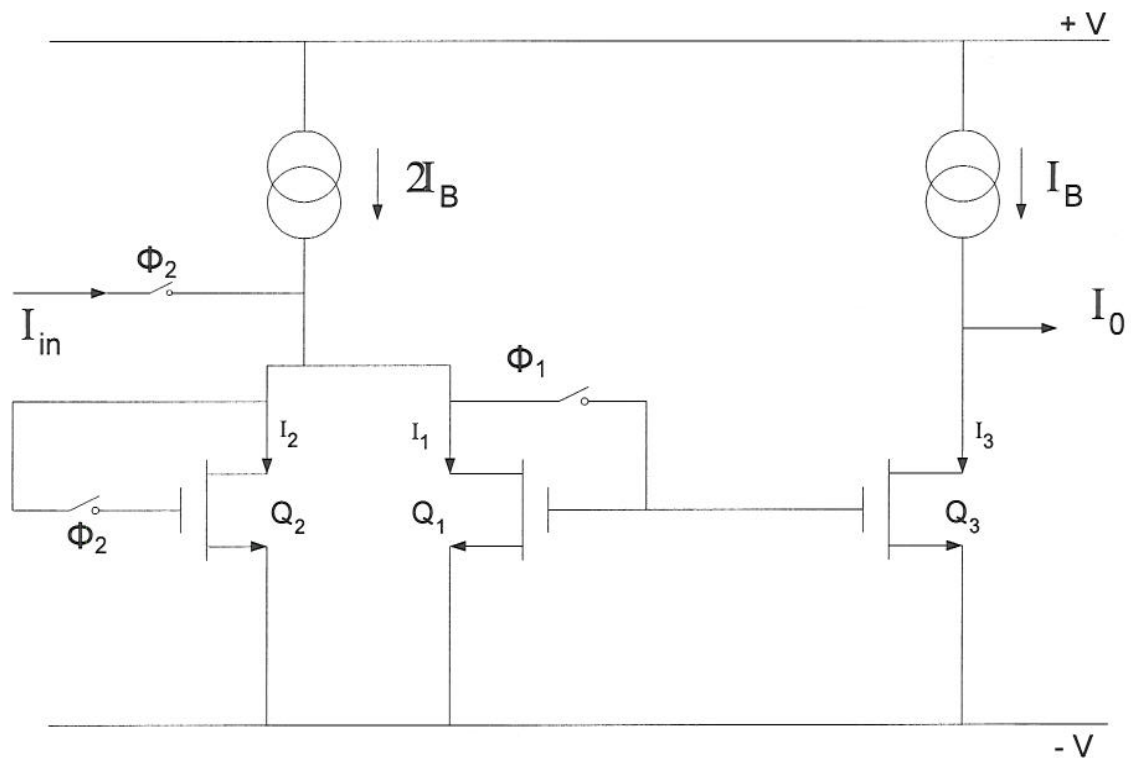 + V
2I_B
I_B
Φ_2
I_in
I_0
Φ_1
I_2
I_1
I_3
Q_2
Q_1
Q_3
Φ_2
- V